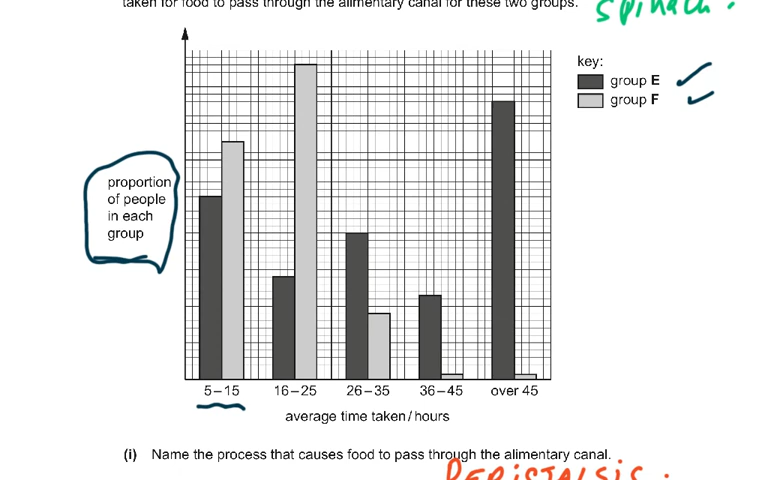 taken for food to pass through the alimentary canal for these two groups.
spinach.
key:
group E
group F
proportion
of people
in each
group
5–15 16–25 26–35 36–45 over 45
average time taken / hours
(i) Name the process that causes food to pass through the alimentary canal.
PERISTALSIS.